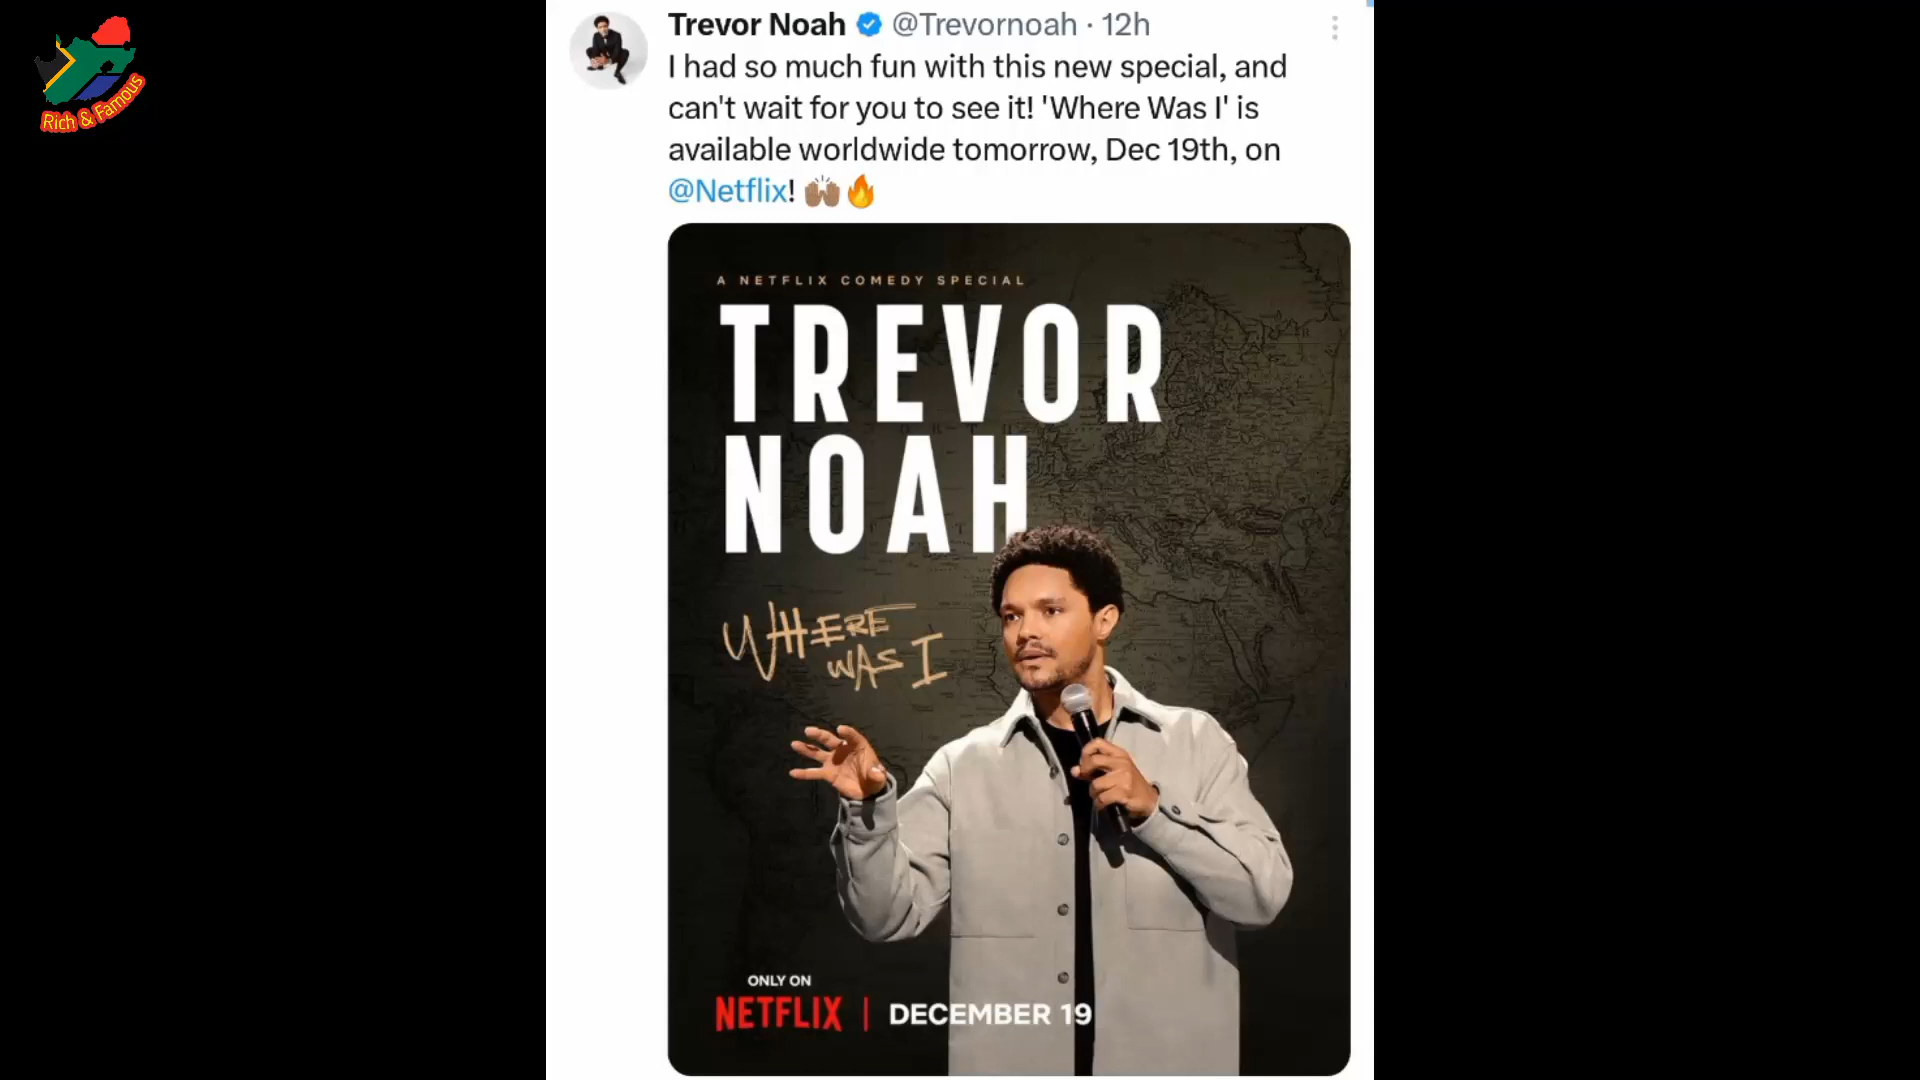 Rich & Famous
Trevor Noah @Trevornoah · 12h
I had so much fun with this new special, and
can't wait for you to see it! 'Where Was I' is
available worldwide tomorrow, Dec 19th, on
@Netflix! 🙌🏽🔥
A NETFLIX COMEDY SPECIAL
TREVOR
NOAH
WHERE
WAS I
ONLY ON
NETFLIX | DECEMBER 19